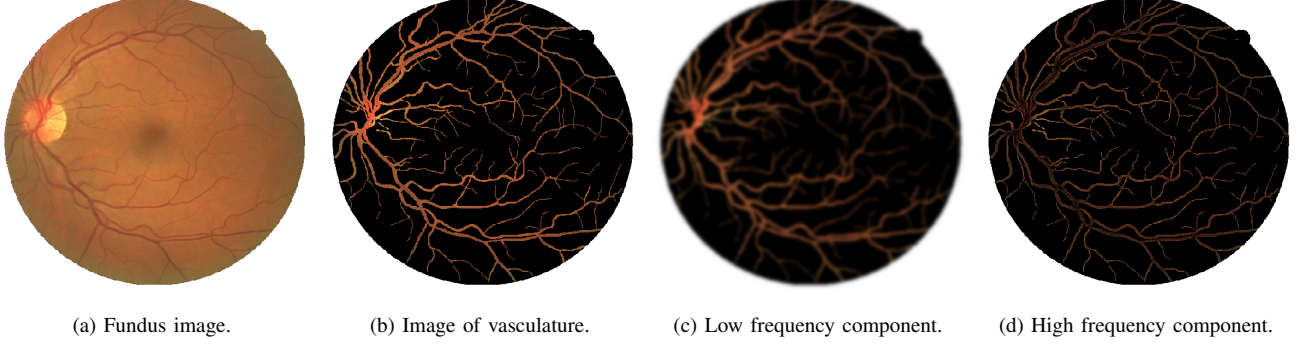 (a) Fundus image.
(b) Image of vasculature.
(c) Low frequency component.
(d) High frequency component.